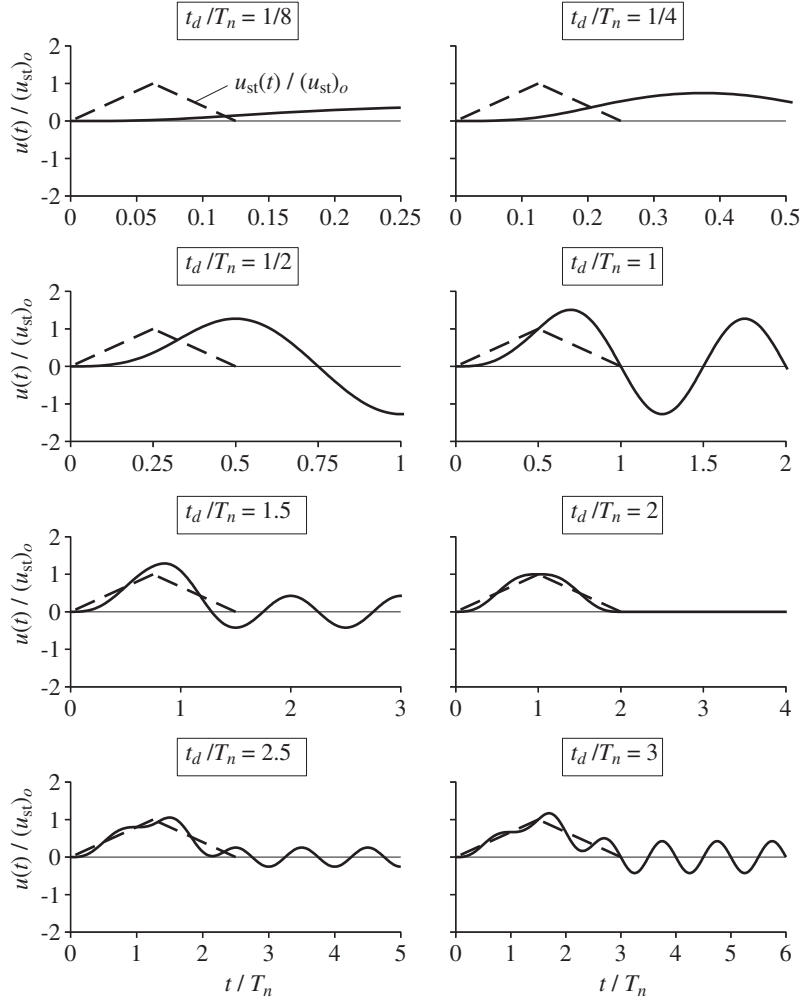 t_d /T_n = 1/8
t_d /T_n = 1/4
u(t) / (u_st)_o
2
1
0
-1
-2
u_st(t) / (u_st)_o
0 0.05 0.1 0.15 0.2 0.25
0 0.1 0.2 0.3 0.4 0.5
t_d /T_n = 1/2
t_d /T_n = 1
u(t) / (u_st)_o
2
1
0
-1
-2
0 0.25 0.5 0.75 1
0 0.5 1 1.5 2
t_d /T_n = 1.5
t_d /T_n = 2
u(t) / (u_st)_o
2
1
0
-1
-2
0 1 2 3
0 1 2 3 4
t_d /T_n = 2.5
t_d /T_n = 3
u(t) / (u_st)_o
2
1
0
-1
-2
0 1 2 3 4 5
0 1 2 3 4 5 6
t / T_n
t / T_n